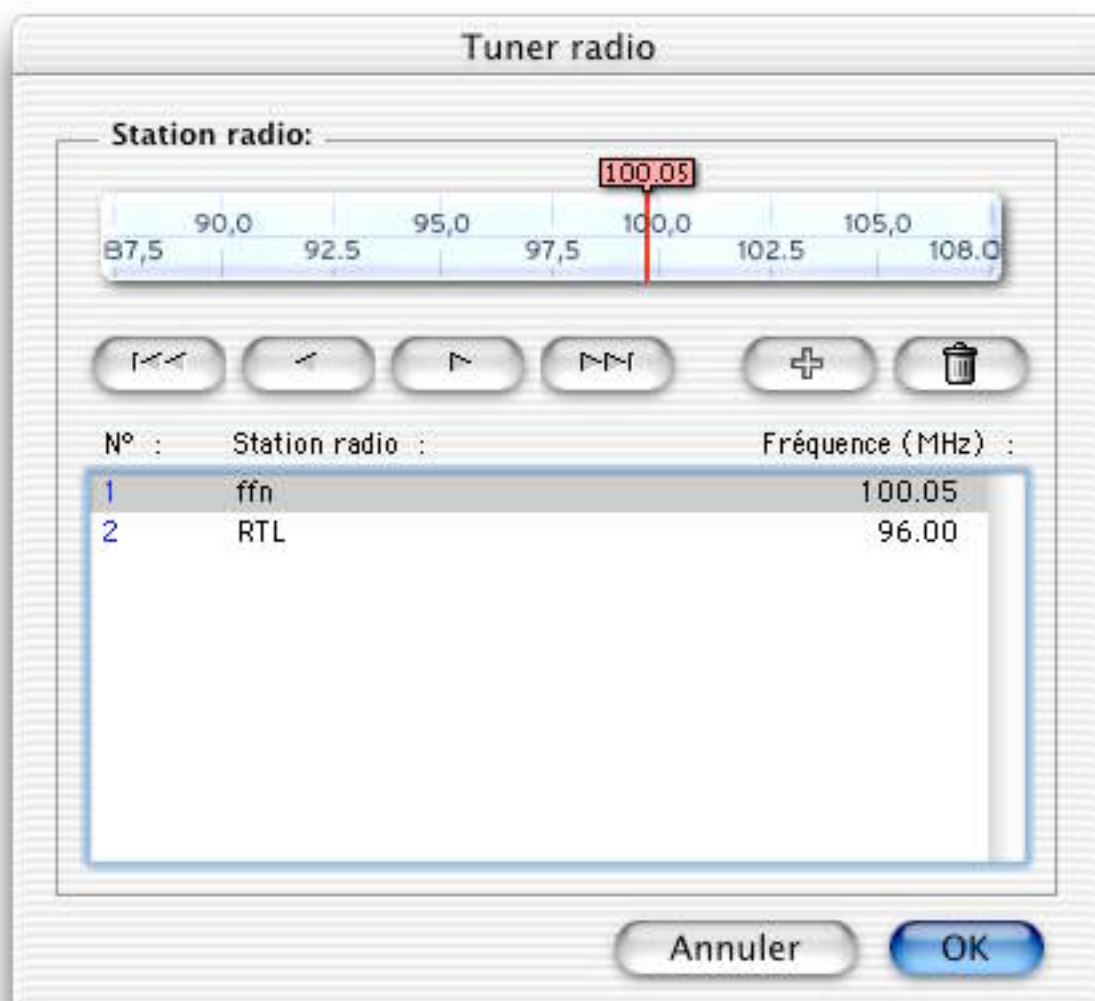 Tuner radio
Station radio:
100.05
90,0 95,0 100,0 105,0
87,5 92.5 97,5 102.5 108.0
N° : Station radio : Fréquence (MHz) :
1 ffn 100.05
2 RTL 96.00
Annuler OK